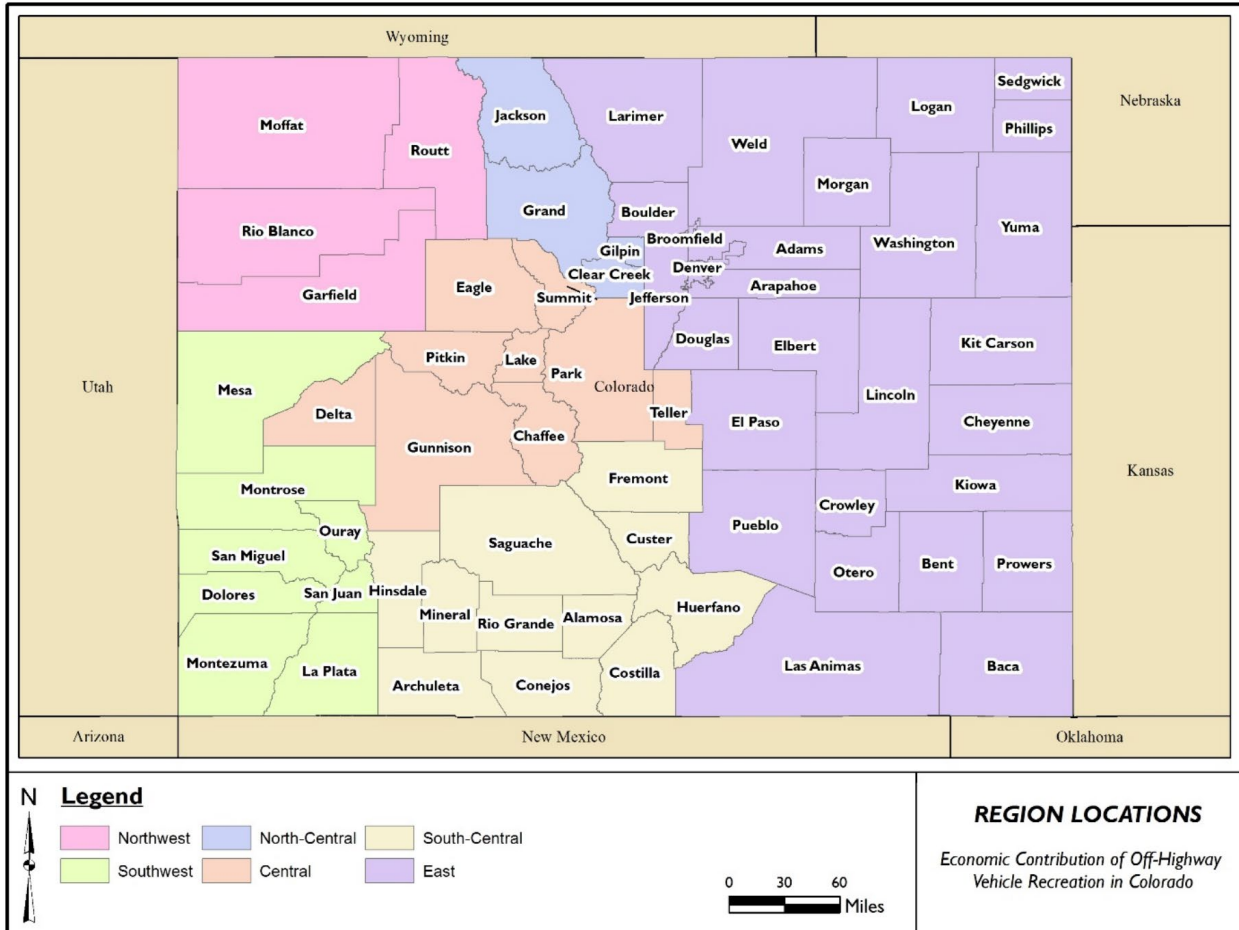 Wyoming
Nebraska
Utah
Kansas
Arizona
New Mexico
Oklahoma
Colorado
Moffat
Routt
Jackson
Larimer
Weld
Logan
Sedgwick
Phillips
Morgan
Rio Blanco
Grand
Boulder
Broomfield
Gilpin
Adams
Washington
Yuma
Clear Creek
Denver
Arapahoe
Garfield
Eagle
Summit
Jefferson
Douglas
Elbert
Kit Carson
Mesa
Pitkin
Lake
Park
Lincoln
Delta
Teller
El Paso
Cheyenne
Gunnison
Chaffee
Fremont
Montrose
Kiowa
Crowley
Ouray
Pueblo
Saguache
Custer
San Miguel
Otero
Bent
Prowers
Dolores
San Juan
Hinsdale
Mineral
Rio Grande
Alamosa
Huerfano
Montezuma
La Plata
Archuleta
Conejos
Costilla
Las Animas
Baca
N
Legend
Northwest
North-Central
South-Central
Southwest
Central
East
0 30 60
Miles
REGION LOCATIONS
Economic Contribution of Off-Highway
Vehicle Recreation in Colorado